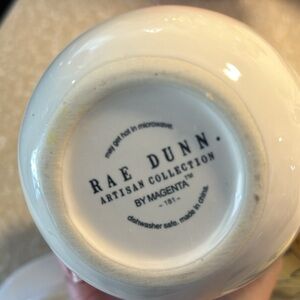 may get hot in microwave.
RAE DUNN.
ARTISAN COLLECTION
BY MAGENTA™
- 181 -
dishwasher safe. made in china.